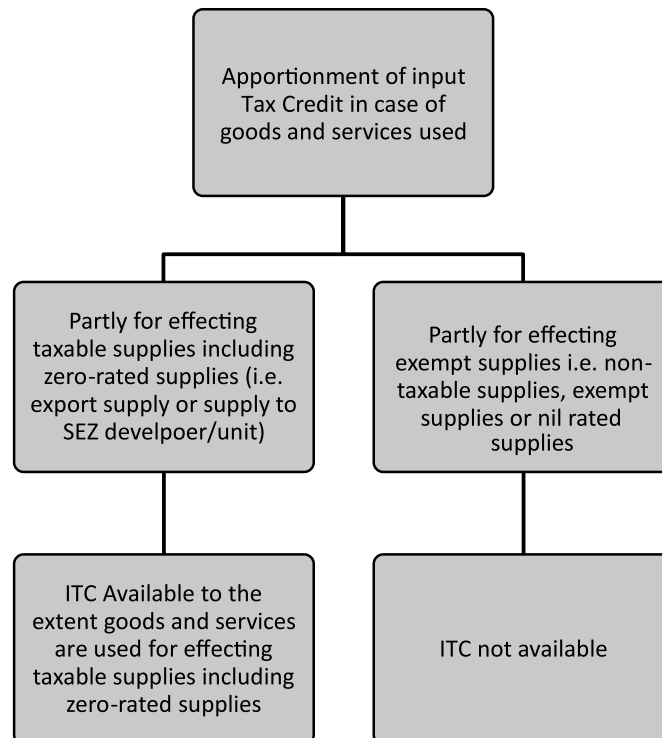 Apportionment of input
Tax Credit in case of
goods and services used
Partly for effecting
taxable supplies including
zero-rated supplies (i.e.
export supply or supply to
SEZ develpoer/unit)
Partly for effecting
exempt supplies i.e. non-
taxable supplies, exempt
supplies or nil rated
supplies
ITC Available to the
extent goods and services
are used for effecting
taxable supplies including
zero-rated supplies
ITC not available